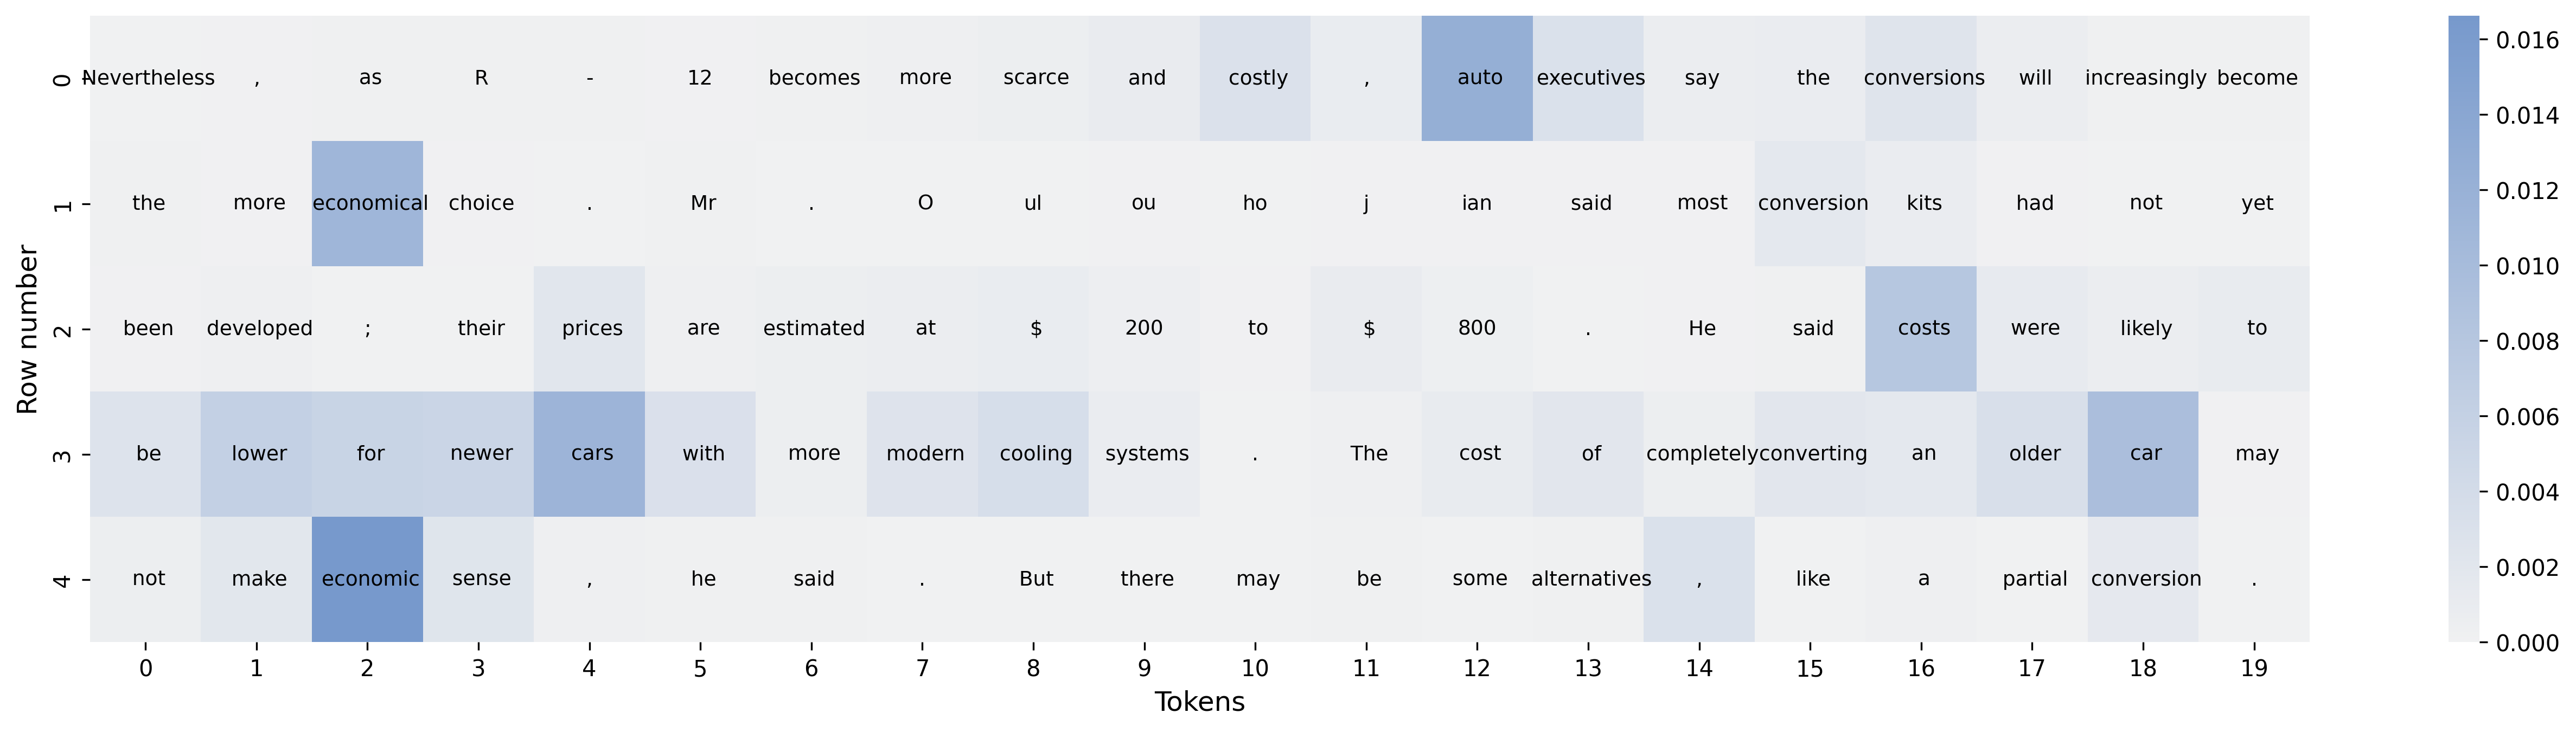 0 Nevertheless , as R - 12 becomes more scarce and costly , auto executives say the conversions will increasingly become
1 the more economical choice . Mr . O ul ou ho j ian said most conversion kits had not yet
2 been developed ; their prices are estimated at $ 200 to $ 800 . He said costs were likely to
3 be lower for newer cars with more modern cooling systems . The cost of completely converting an older car may
4 not make economic sense , he said . But there may be some alternatives , like a partial conversion .
Row number
0 1 2 3 4 5 6 7 8 9 10 11 12 13 14 15 16 17 18 19
Tokens
0.016
0.014
0.012
0.010
0.008
0.006
0.004
0.002
0.000